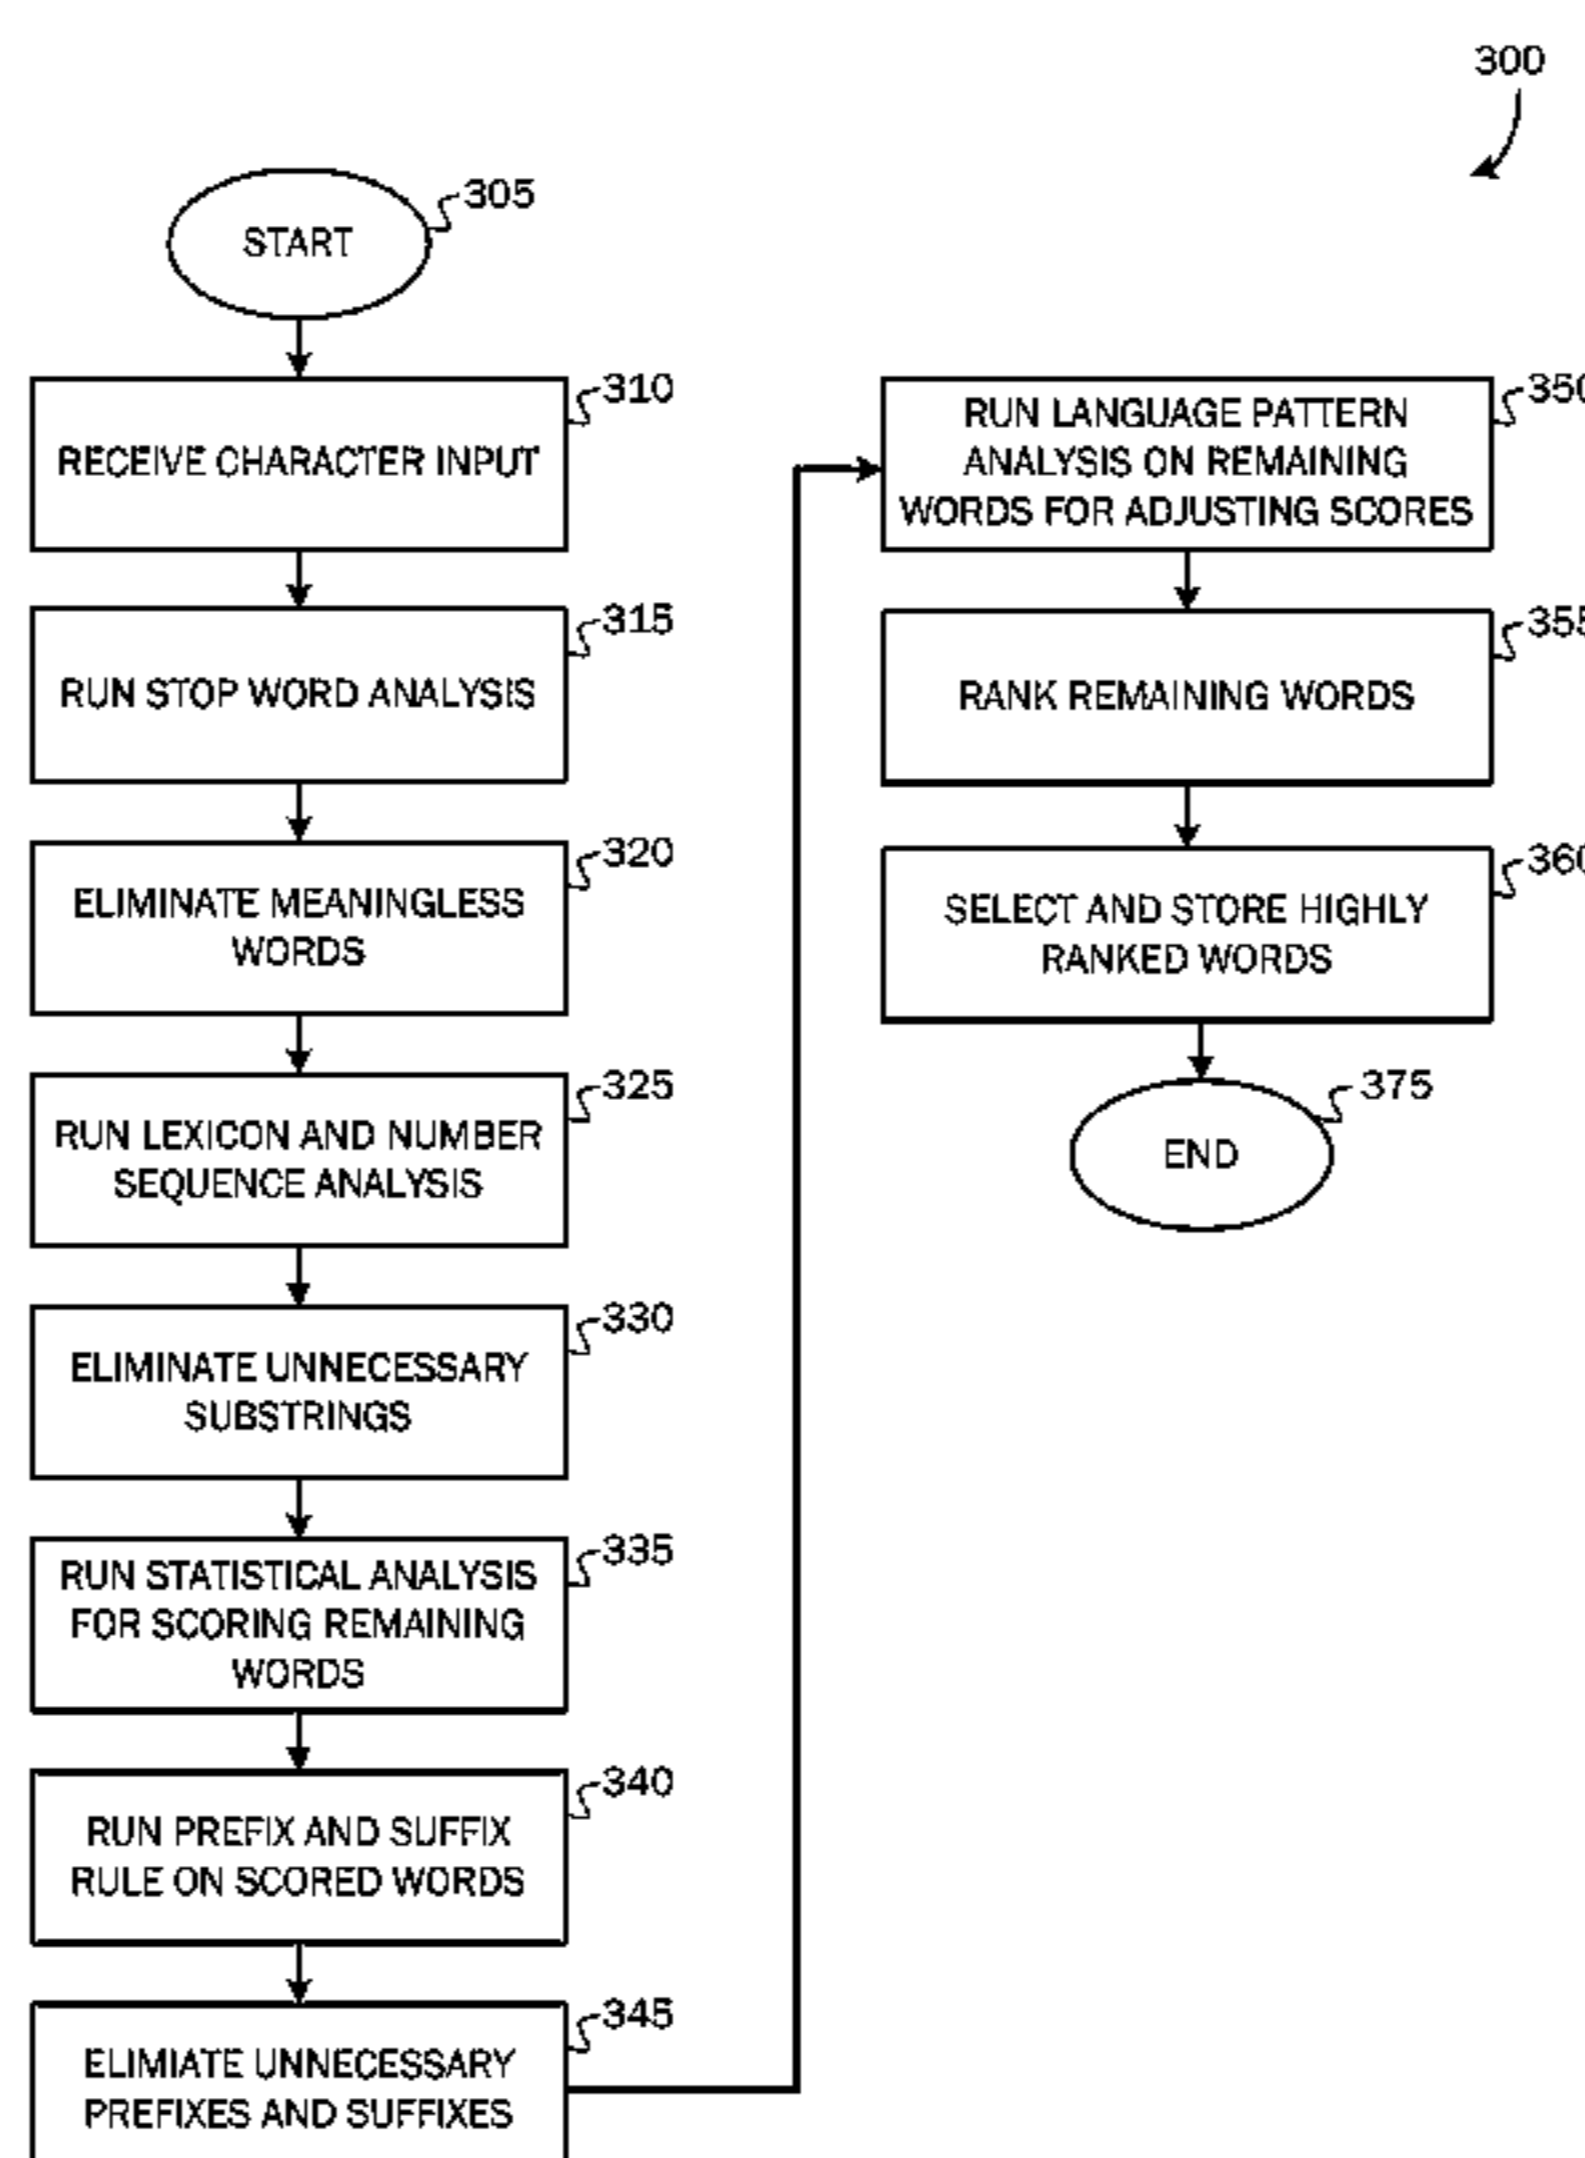 300
START
305
RECEIVE CHARACTER INPUT
310
RUN STOP WORD ANALYSIS
315
ELIMINATE MEANINGLESS
WORDS
320
RUN LEXICON AND NUMBER
SEQUENCE ANALYSIS
325
ELIMINATE UNNECESSARY
SUBSTRINGS
330
RUN STATISTICAL ANALYSIS
FOR SCORING REMAINING
WORDS
335
RUN PREFIX AND SUFFIX
RULE ON SCORED WORDS
340
ELIMIATE UNNECESSARY
PREFIXES AND SUFFIXES
345
RUN LANGUAGE PATTERN
ANALYSIS ON REMAINING
WORDS FOR ADJUSTING SCORES
350
RANK REMAINING WORDS
355
SELECT AND STORE HIGHLY
RANKED WORDS
360
END
375